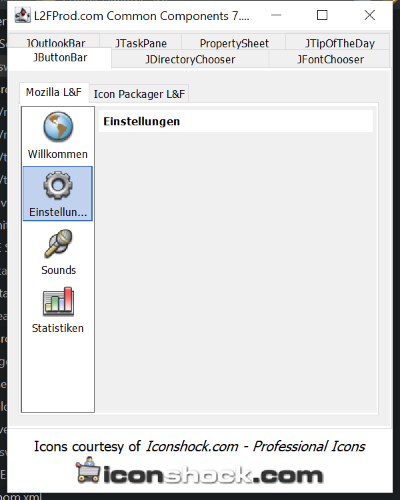 L2FProd.com Common Components 7....
JOutlookBar JTaskPane PropertySheet JTipOfTheDay
JButtonBar JDirectoryChooser JFontChooser
Mozilla L&F Icon Packager L&F
Einstellungen
Willkommen
Einstellun...
Sounds
Statistiken
Icons courtesy of Iconshock.com - Professional Icons
iconshock.com